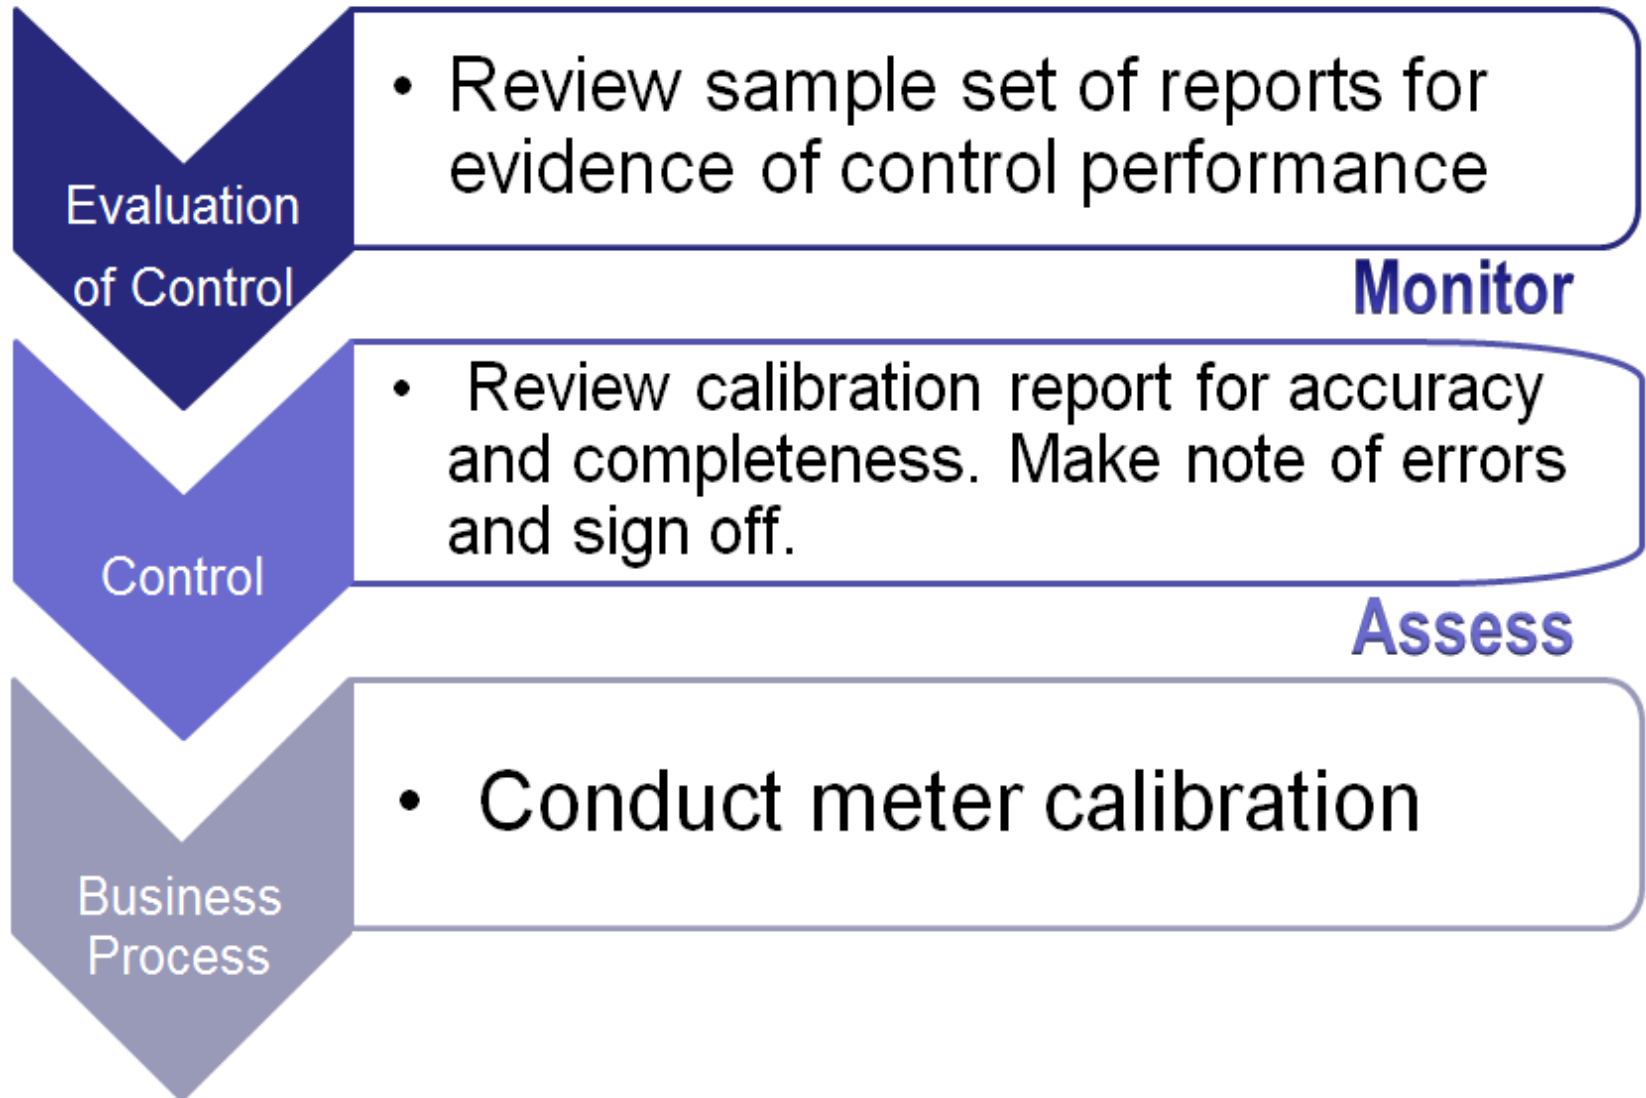 Evaluation
of Control
• Review sample set of reports for
evidence of control performance
Monitor
Control
• Review calibration report for accuracy
and completeness. Make note of errors
and sign off.
Assess
Business
Process
• Conduct meter calibration